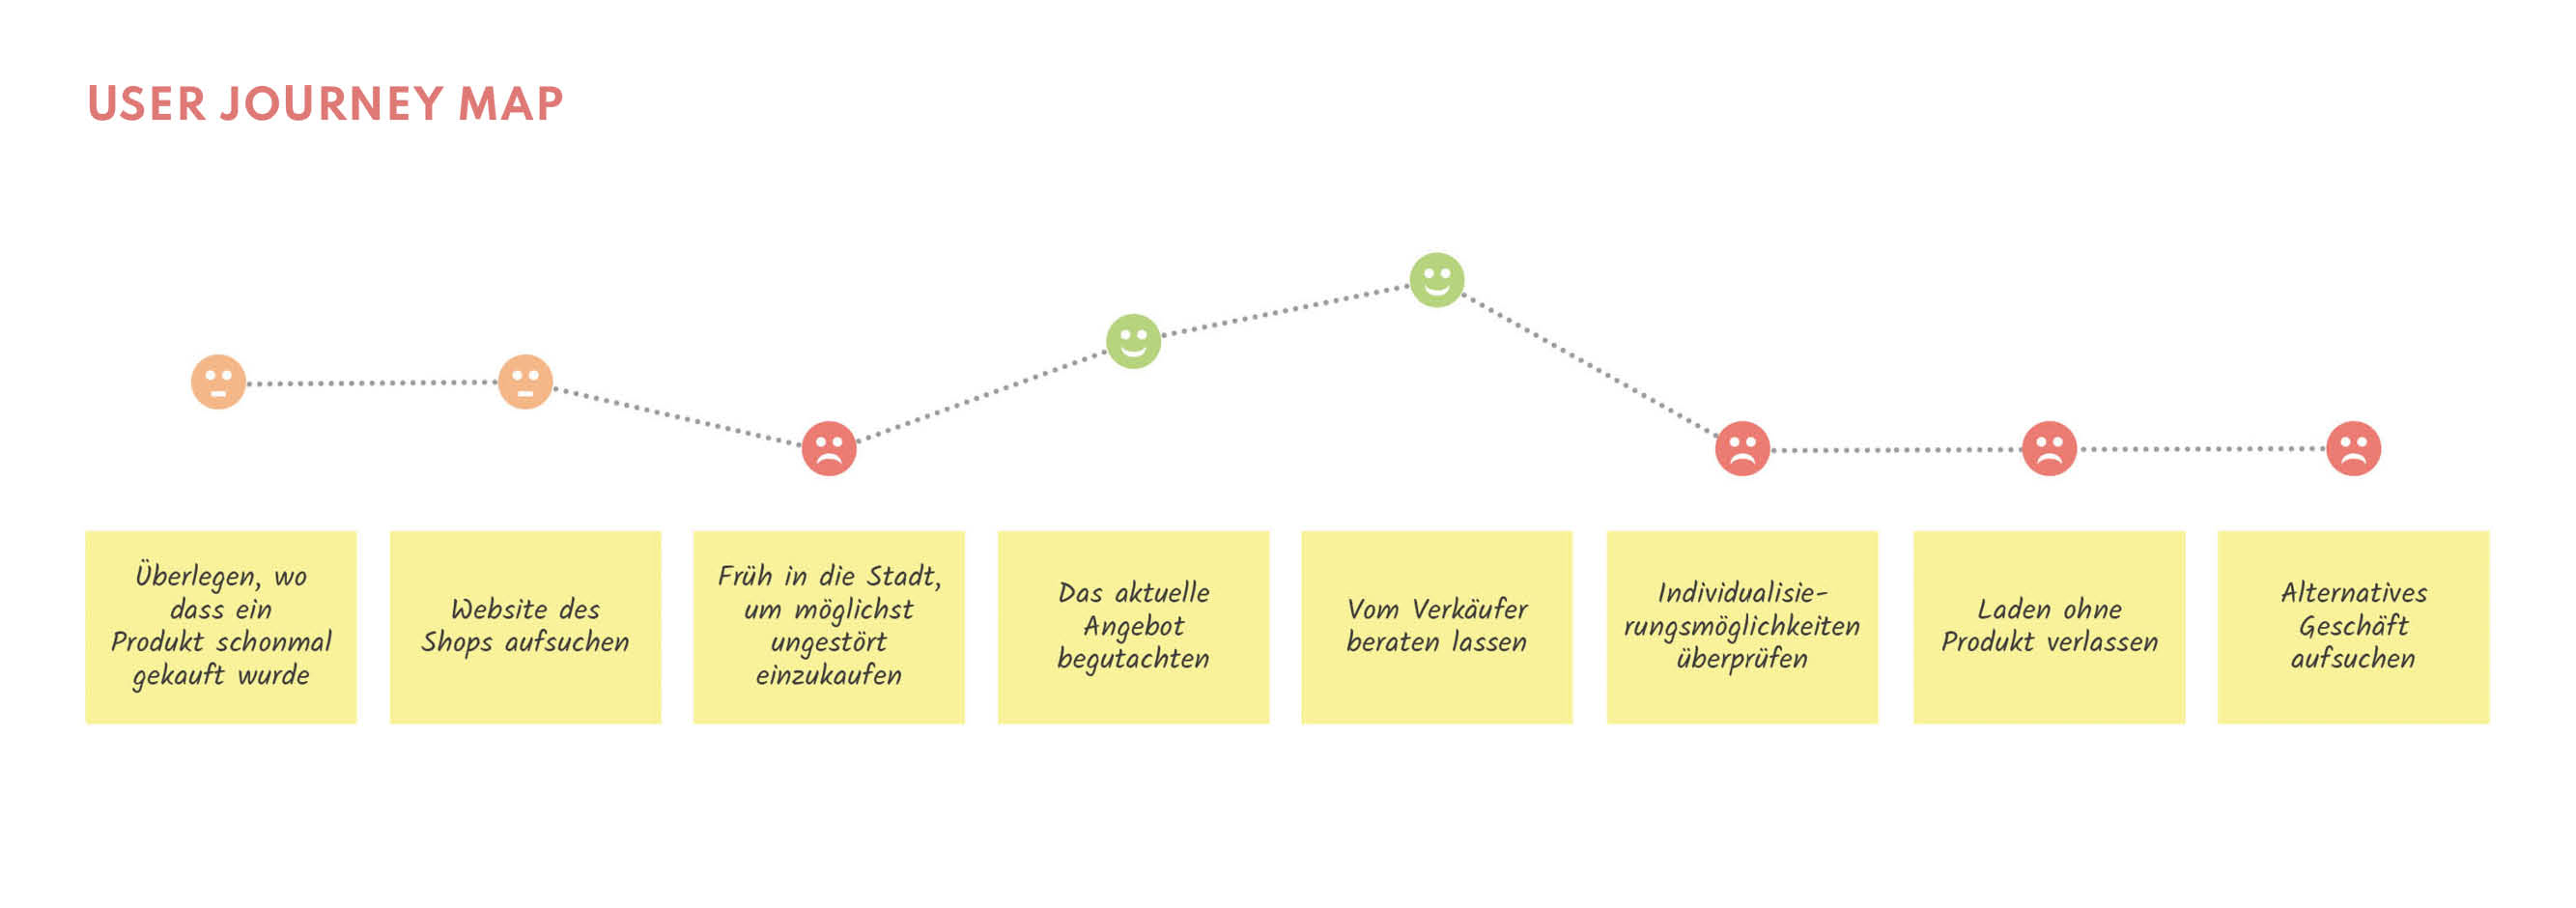 USER JOURNEY MAP
Überlegen, wo
dass ein
Produkt schonmal
gekauft wurde
Website des
Shops aufsuchen
Früh in die Stadt,
um möglichst
ungestört
einzukaufen
Das aktuelle
Angebot
begutachten
Vom Verkäufer
beraten lassen
Individualisie-
rungsmöglichkeiten
überprüfen
Laden ohne
Produkt verlassen
Alternatives
Geschäft
aufsuchen